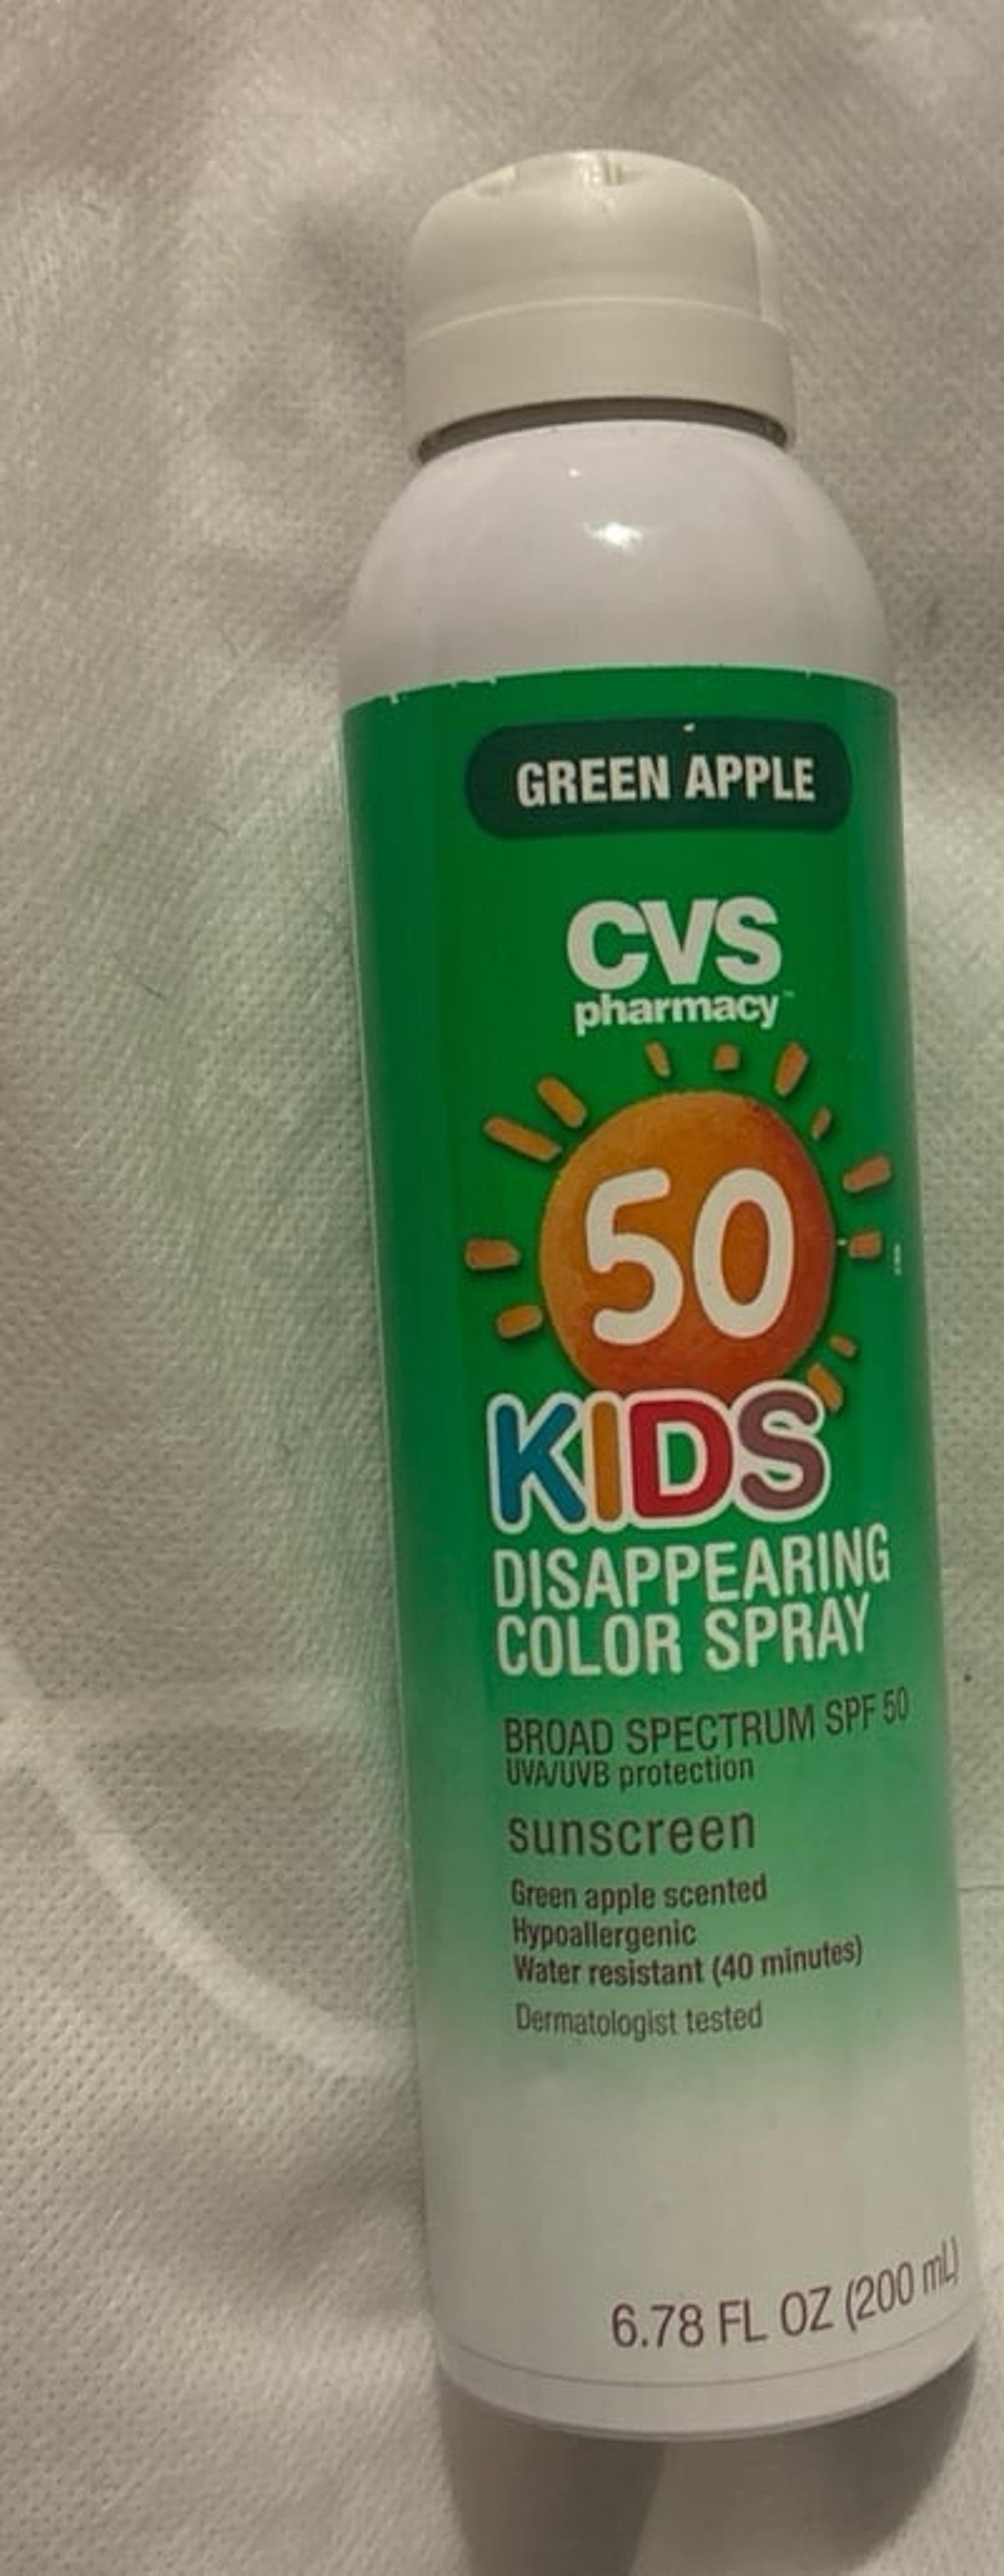 GREEN APPLE
CVS
pharmacy™
50
KIDS
DISAPPEARING
COLOR SPRAY
BROAD SPECTRUM SPF 50
UVA/UVB protection
sunscreen
Green apple scented
Hypoallergenic
Water resistant (40 minutes)
Dermatologist tested
6.78 FL OZ (200 mL)